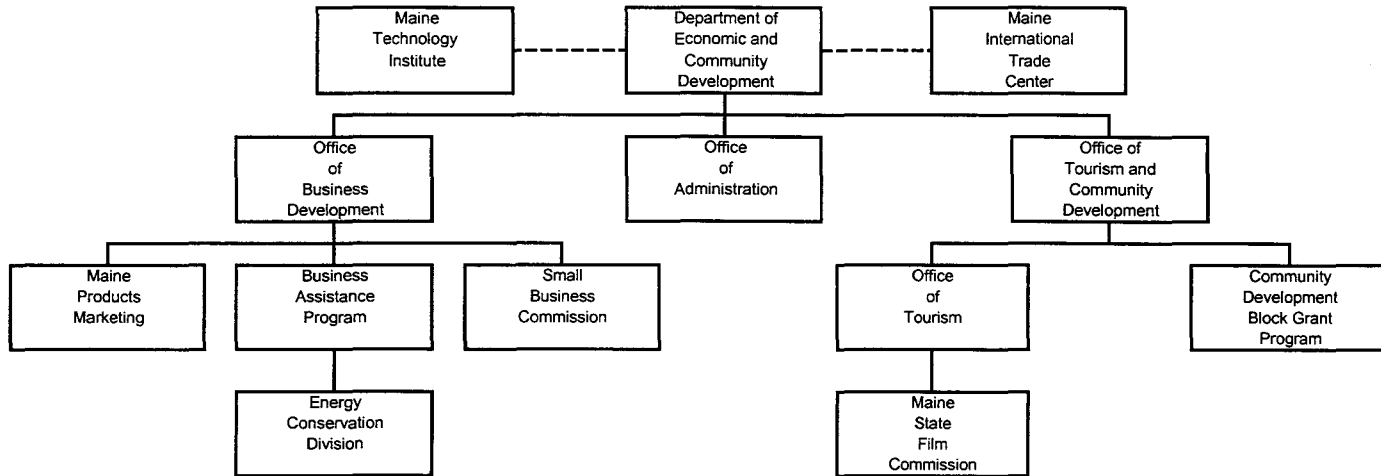 Maine
Technology
Institute
Department of
Economic and
Community
Development
Maine
International
Trade
Center
Office
of
Business
Development
Office
of
Administration
Office of
Tourism and
Community
Development
Maine
Products
Marketing
Business
Assistance
Program
Small
Business
Commission
Office
of
Tourism
Community
Development
Block Grant
Program
Energy
Conservation
Division
Maine
State
Film
Commission